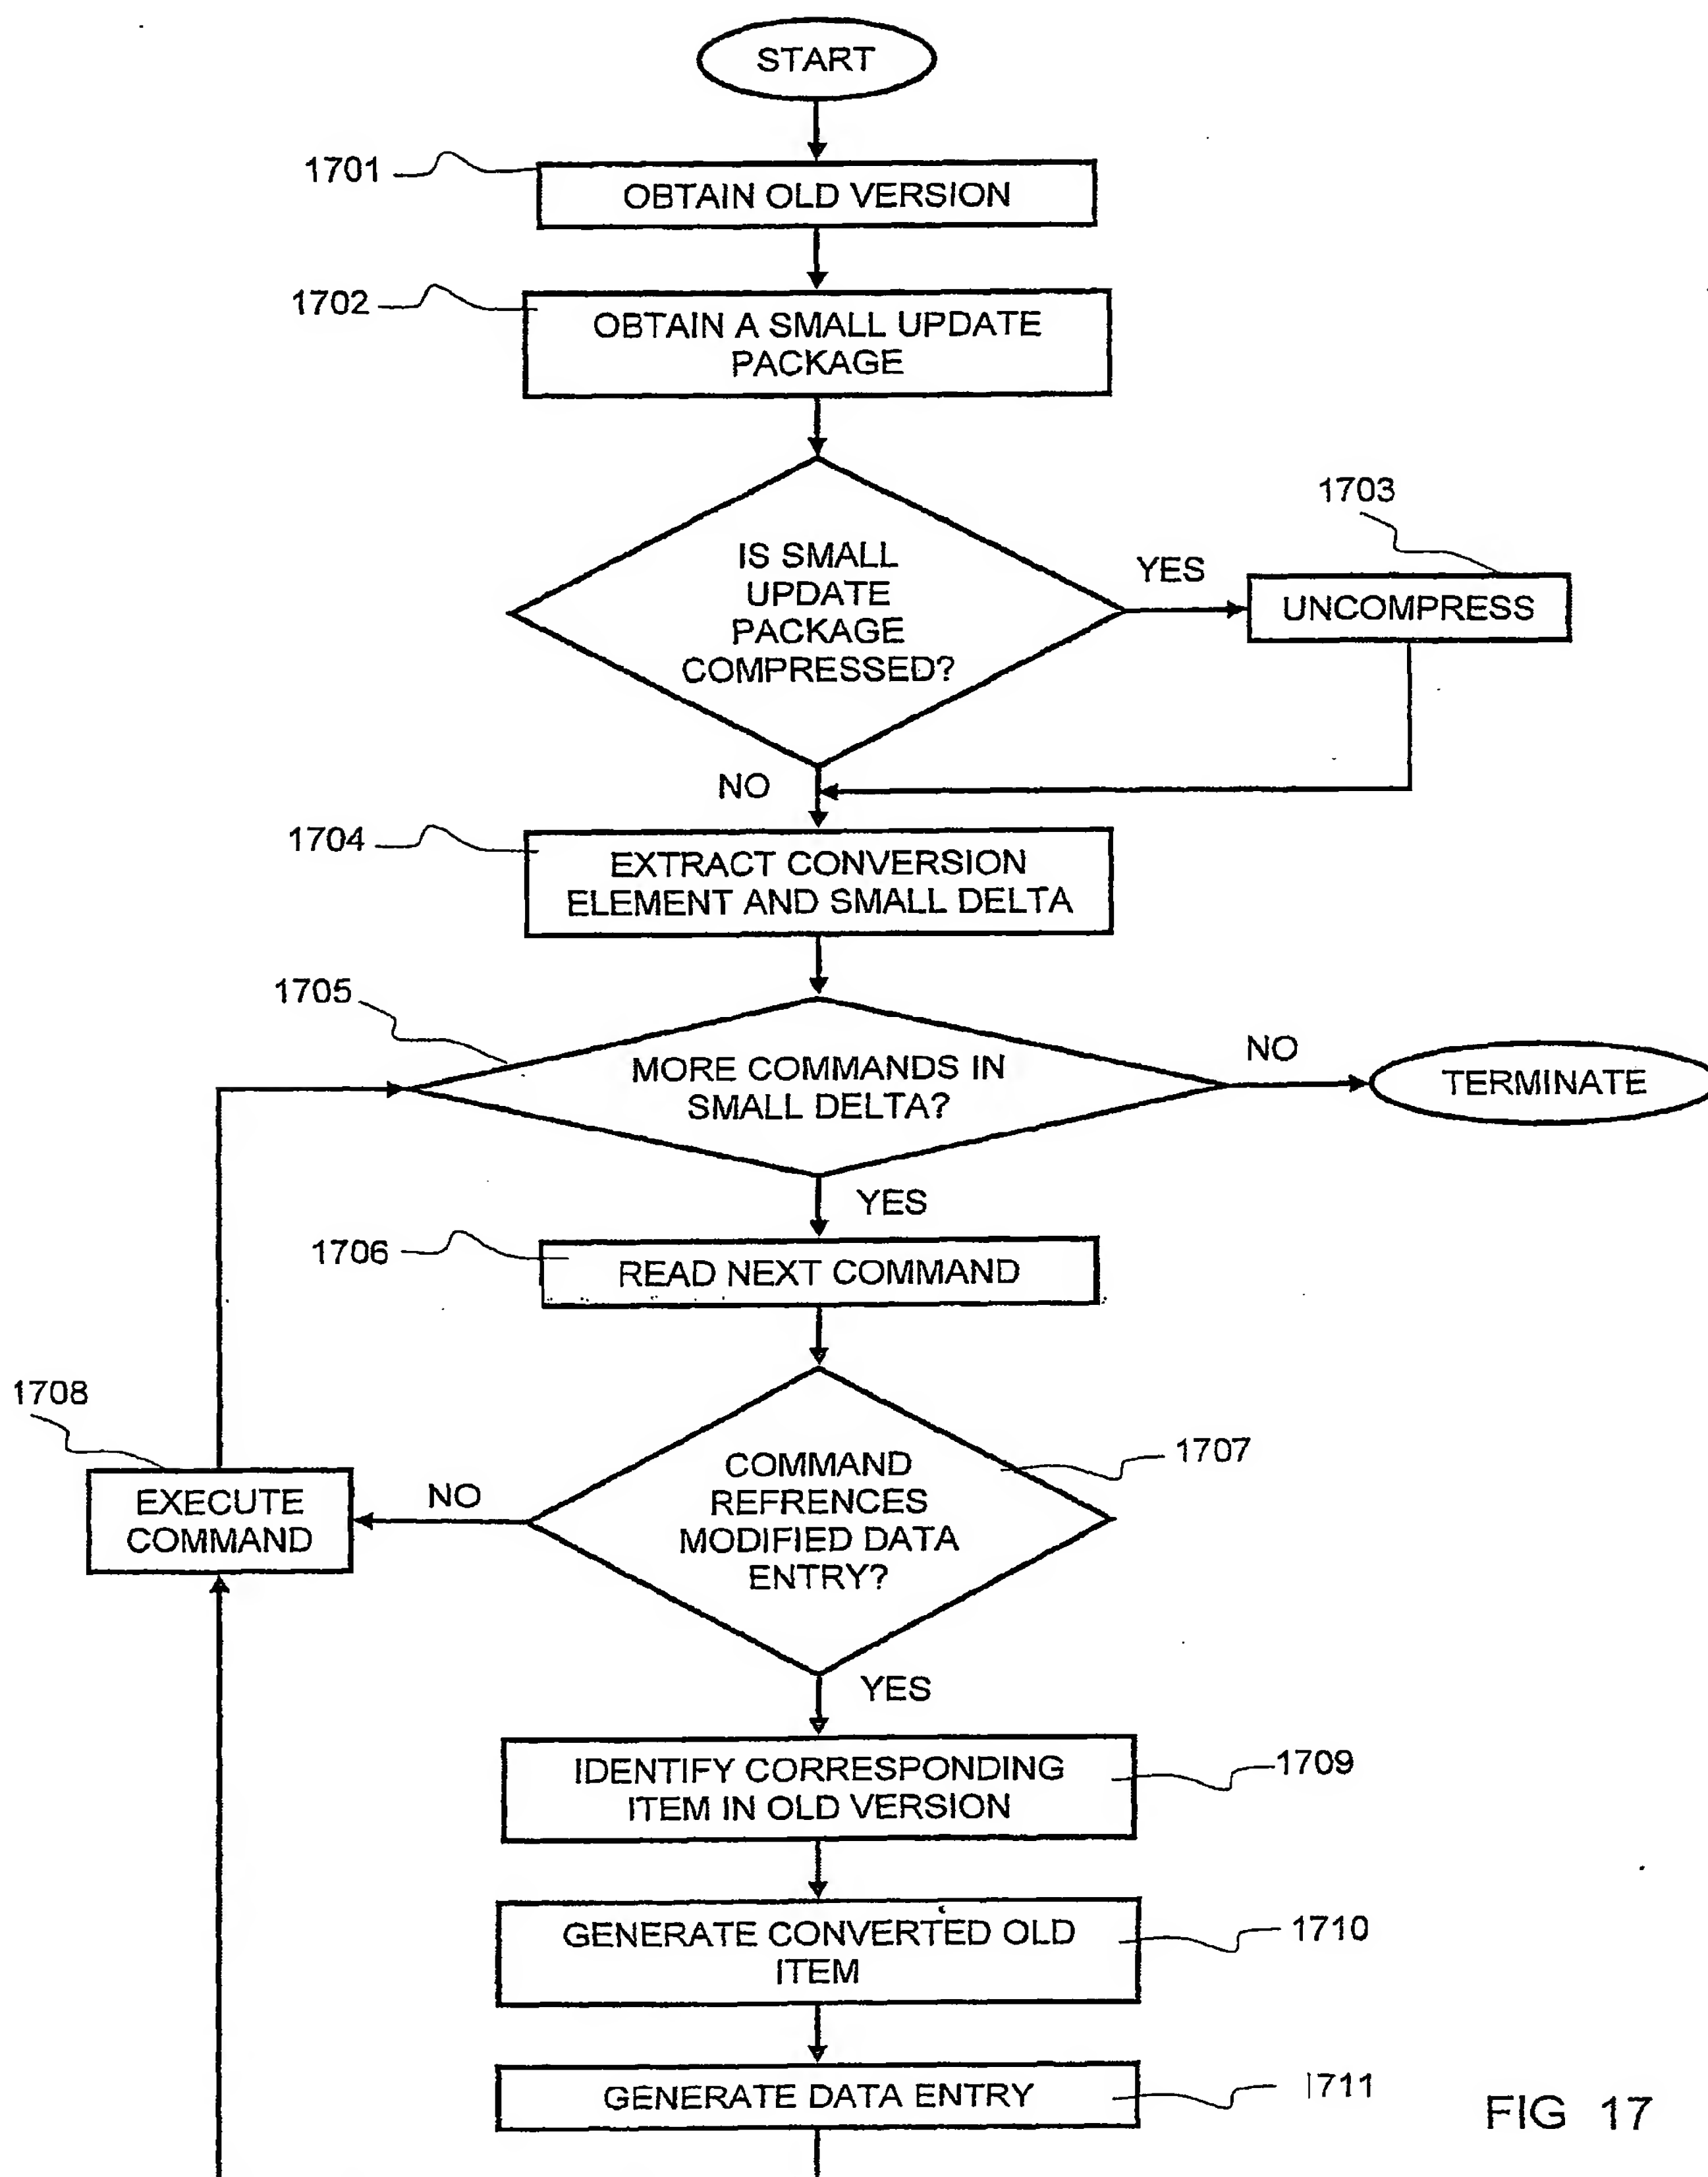 START
1701
OBTAIN OLD VERSION
1702
OBTAIN A SMALL UPDATE
PACKAGE
1703
IS SMALL
UPDATE
PACKAGE
COMPRESSED?
YES
UNCOMPRESS
NO
1704
EXTRACT CONVERSION
ELEMENT AND SMALL DELTA
1705
MORE COMMANDS IN
SMALL DELTA?
NO
TERMINATE
YES
1706
READ NEXT COMMAND
1708
EXECUTE
COMMAND
NO
COMMAND
REFRENCES
MODIFIED DATA
ENTRY?
1707
YES
IDENTIFY CORRESPONDING
ITEM IN OLD VERSION
1709
GENERATE CONVERTED OLD
ITEM
1710
GENERATE DATA ENTRY
1711
FIG 17